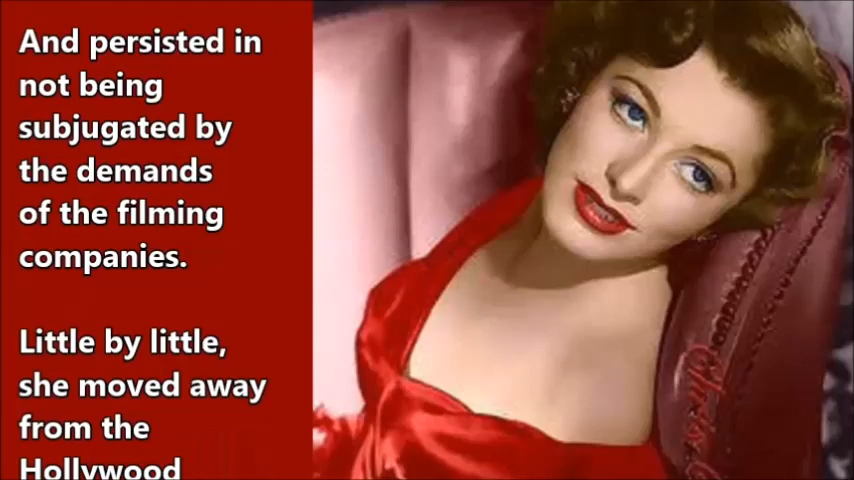 And persisted in
not being
subjugated by
the demands
of the filming
companies.
Little by little,
she moved away
from the
Hollywood